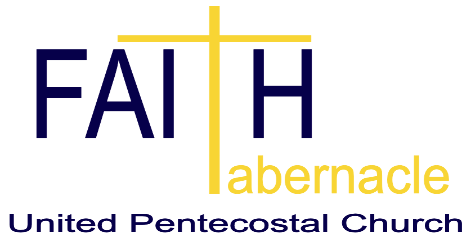 FAITH
Tabernacle
United Pentecostal Church